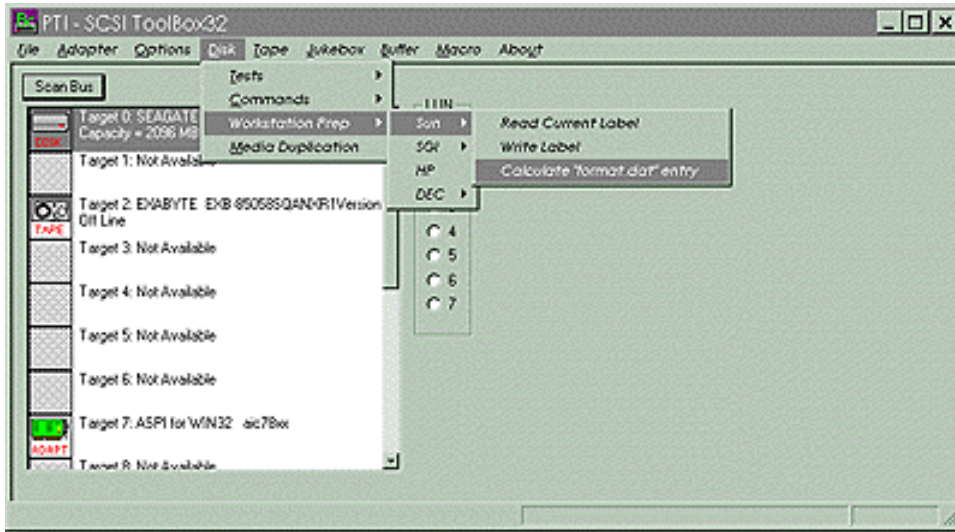 PTI - SCSI ToolBox32
File Adapter Options Disk Tape Jukebox Buffer Macro About
Scan Bus
Tests
Commands
Workstation Prep
Media Duplication
LUN
Sun
SGI
HP
DEC
Read Current Label
Write Label
Calculate "format.dat" entry
Target 0: SEAGATE
Capacity = 2096 MB
DISK
Target 1: Not Available
Target 2: EXABYTE EXB-85058SQANXR1Version
Off Line
TAPE
Target 3: Not Available
Target 4: Not Available
Target 5: Not Available
Target 6: Not Available
Target 7: ASPI for WIN32 aic78xx
ADAPT
Target 8: Not Available
4
5
6
7